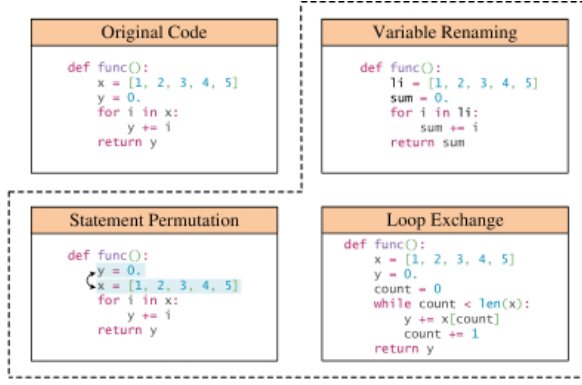 Original Code
def func():
x = [1, 2, 3, 4, 5]
y = 0.
for i in x:
y += i
return y
Variable Renaming
def func():
li = [1, 2, 3, 4, 5]
sum = 0.
for i in li:
sum += i
return sum
Statement Permutation
def func():
y = 0.
x = [1, 2, 3, 4, 5]
for i in x:
y += i
return y
Loop Exchange
def func():
x = [1, 2, 3, 4, 5]
y = 0.
count = 0
while count < len(x):
y += x[count]
count += 1
return y